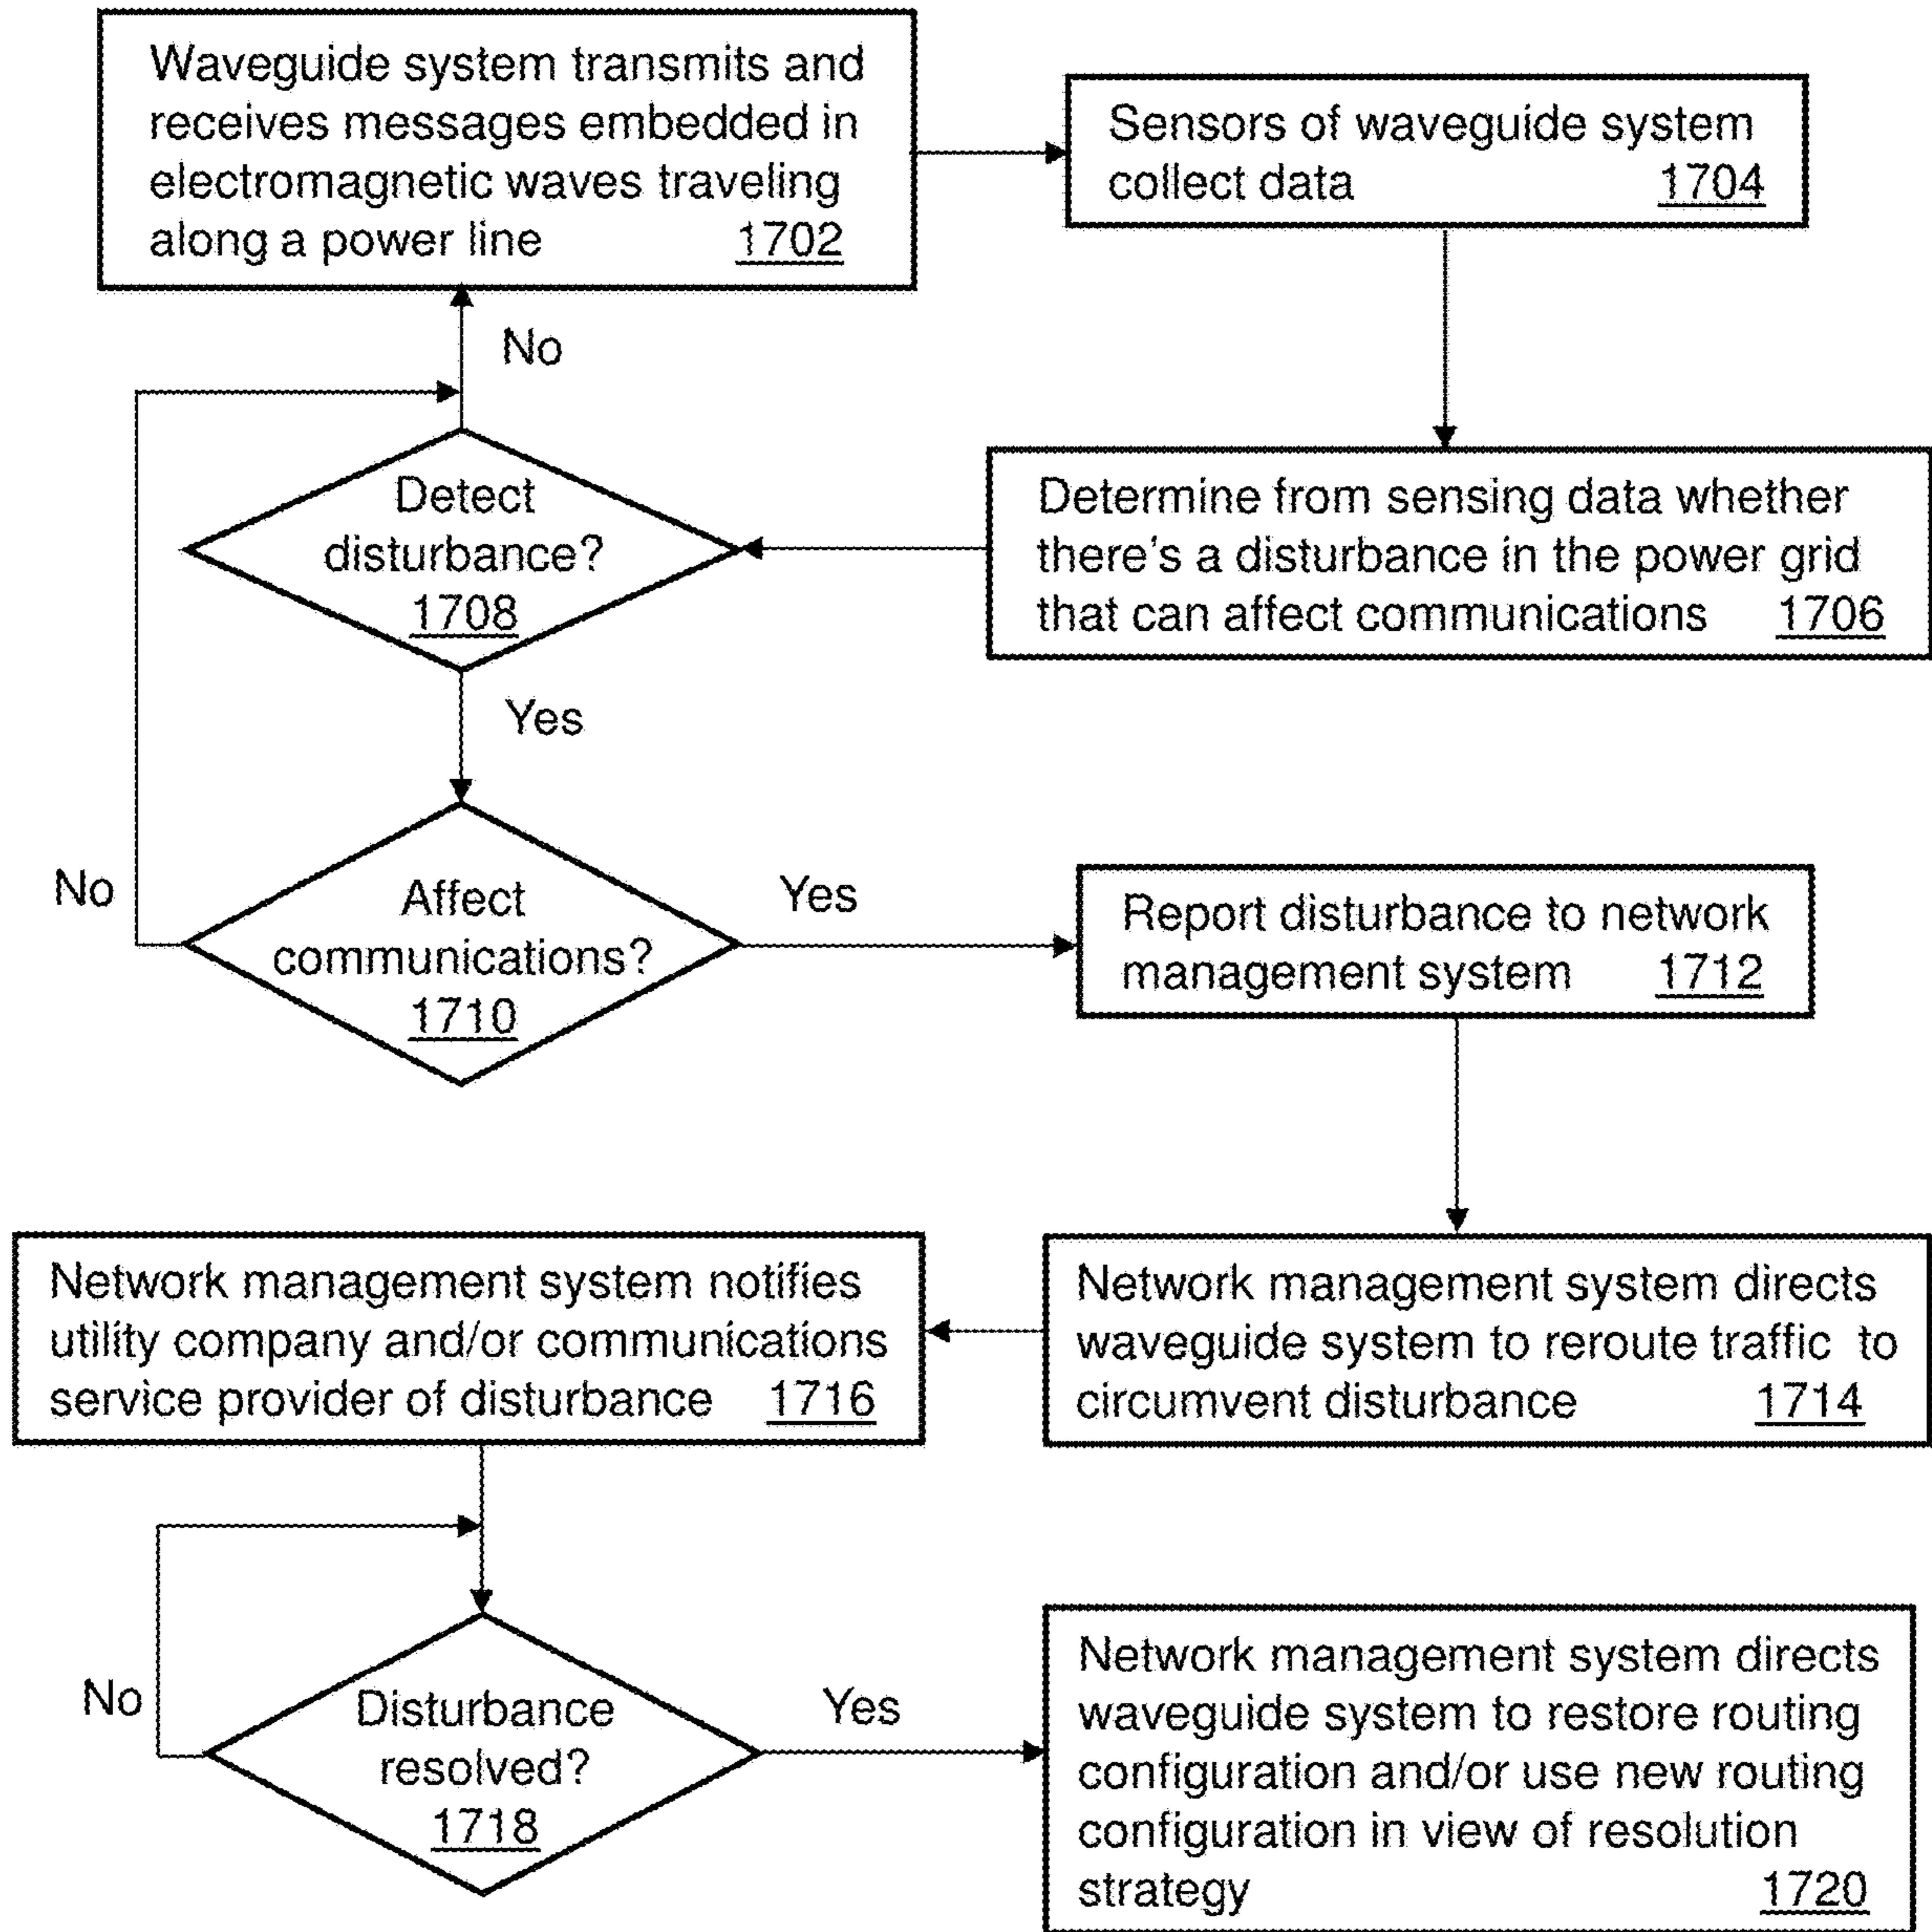 Waveguide system transmits and
receives messages embedded in
electromagnetic waves traveling
along a power line 1702
Sensors of waveguide system
collect data 1704
No
Detect
disturbance?
1708
Determine from sensing data whether
there's a disturbance in the power grid
that can affect communications 1706
Yes
No
Affect
communications?
1710
Yes
Report disturbance to network
management system 1712
Network management system notifies
utility company and/or communications
service provider of disturbance 1716
Network management system directs
waveguide system to reroute traffic to
circumvent disturbance 1714
No
Disturbance
resolved?
1718
Yes
Network management system directs
waveguide system to restore routing
configuration and/or use new routing
configuration in view of resolution
strategy 1720